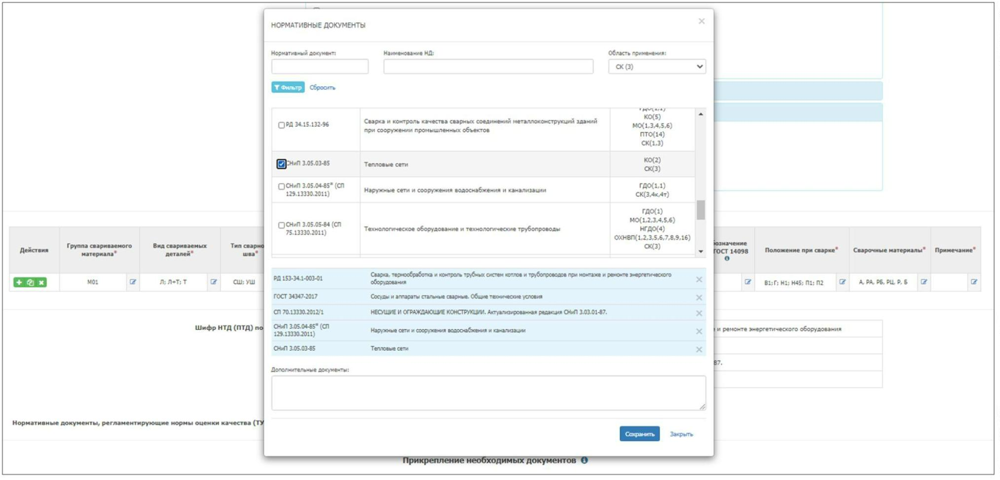 НОРМАТИВНЫЕ ДОКУМЕНТЫ
Нормативный документ:
Наименование НД:
Область применения:
СК (3)
Фильтр
Сбросить
РД 34.15.132-96
Сварка и контроль качества сварных соединений металлоконструкций зданий
при сооружении промышленных объектов
ГДО(1,1)
КО(5)
МО(1,3,4,5,6)
ПТО(14)
СК(1,3)
СНиП 3.05.03-85
Тепловые сети
КО(2)
СК(3)
СНиП 3.05.04-85* (СП
129.13330.2011)
Наружные сети и сооружения водоснабжения и канализации
ГДО(1,1)
СК(3,4к,4т)
СНиП 3.05.05-84 (СП
75.13330.2011)
Технологическое оборудование и технологические трубопроводы
ГДО(1)
МО(1,2,3,4,5,6)
НГДО(4)
ОХНВП(1,2,3,5,6,7,8,9,16)
СК(3)
РД 153-34.1-003-01
Сварка, термообработка и контроль трубных систем котлов и трубопроводов при монтаже и ремонте энергетического
оборудования
ГОСТ 34347-2017
Сосуды и аппараты стальные сварные. Общие технические условия
СП 70.13330.2012/1
НЕСУЩИЕ И ОГРАЖДАЮЩИЕ КОНСТРУКЦИИ. Актуализированная редакция СНиП 3.03.01-87.
СНиП 3.05.04-85* (СП
129.13330.2011)
Наружные сети и сооружения водоснабжения и канализации
СНиП 3.05.03-85
Тепловые сети
Дополнительные документы:
Сохранить
Закрыть
Действия
Группа свариваемого
материала*
Вид свариваемых
деталей*
Тип сварно
шва*
означение
ГОСТ 14098
Положение при сварке*
Сварочные материалы*
Примечание*
М01
Л; Л+Т; Т
СШ; УШ
В1; Г; Н1; Н45; П1; П2
А, РА, РБ, РЦ, Р, Б
Шифр НТД (ПТД) по
и ремонте энергетического оборудования
87.
Нормативные документы, регламентирующие нормы оценки качества (ТУ
Прикрепление необходимых документов